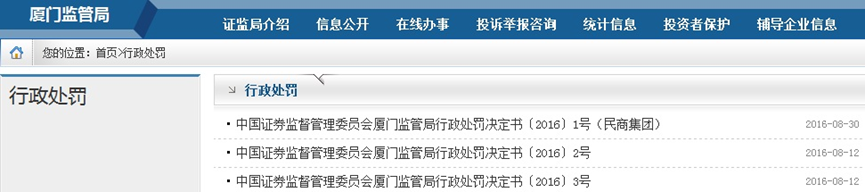 厦门监管局
证监局介绍 信息公开 在线办事 投诉举报咨询 统计信息 投资者保护 辅导企业信息
您的位置：首页>行政处罚
行政处罚
行政处罚
中国证券监督管理委员会厦门监管局行政处罚决定书〔2016〕1号（民商集团） 2016-08-30
中国证券监督管理委员会厦门监管局行政处罚决定书〔2016〕2号 2016-08-12
中国证券监督管理委员会厦门监管局行政处罚决定书〔2016〕3号 2016-08-12